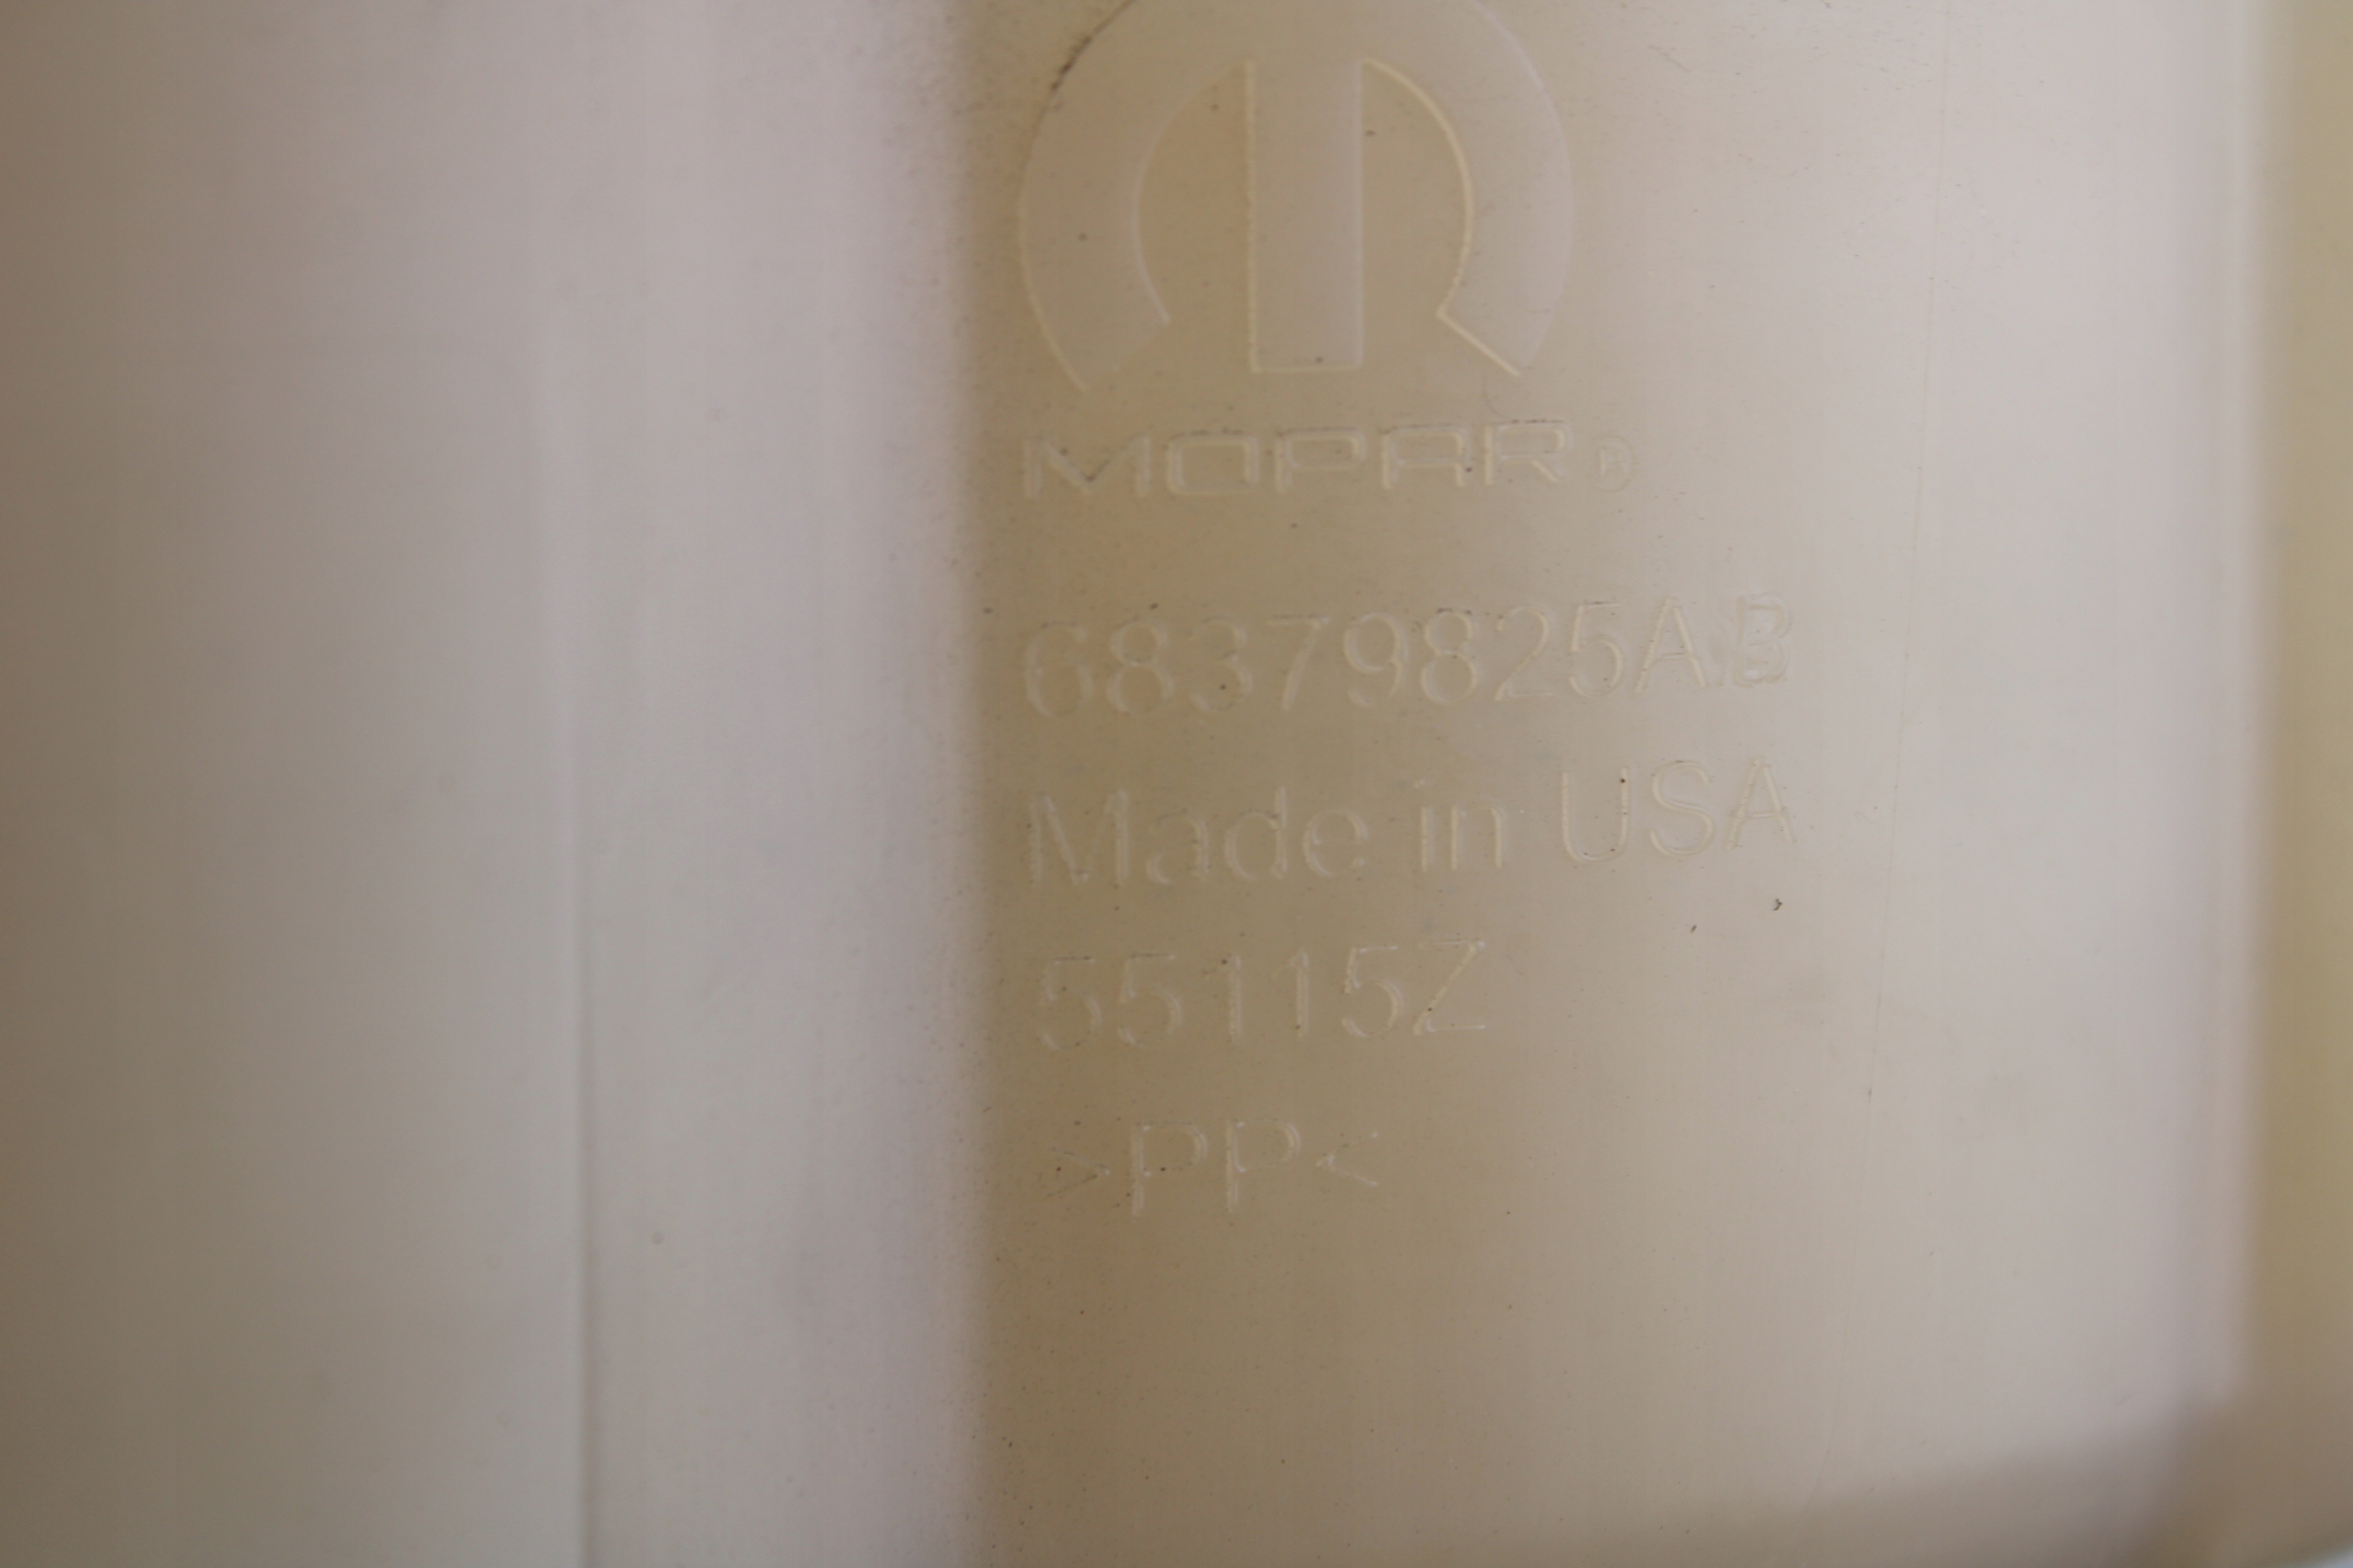 MOPAR®
68379825AB
Made in USA
55115Z
>PP<